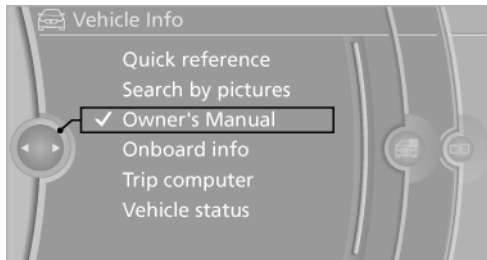 Vehicle Info
Quick reference
Search by pictures
Owner's Manual
Onboard info
Trip computer
Vehicle status